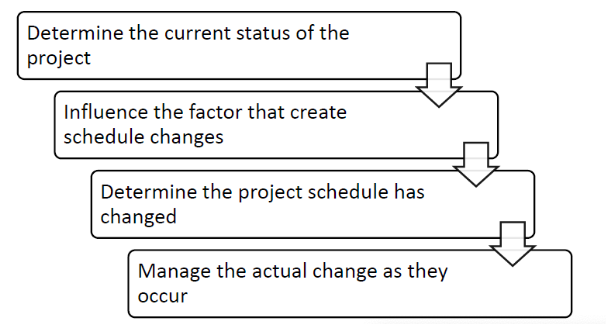 Determine the current status of the
project
Influence the factor that create
schedule changes
Determine the project schedule has
changed
Manage the actual change as they
occur